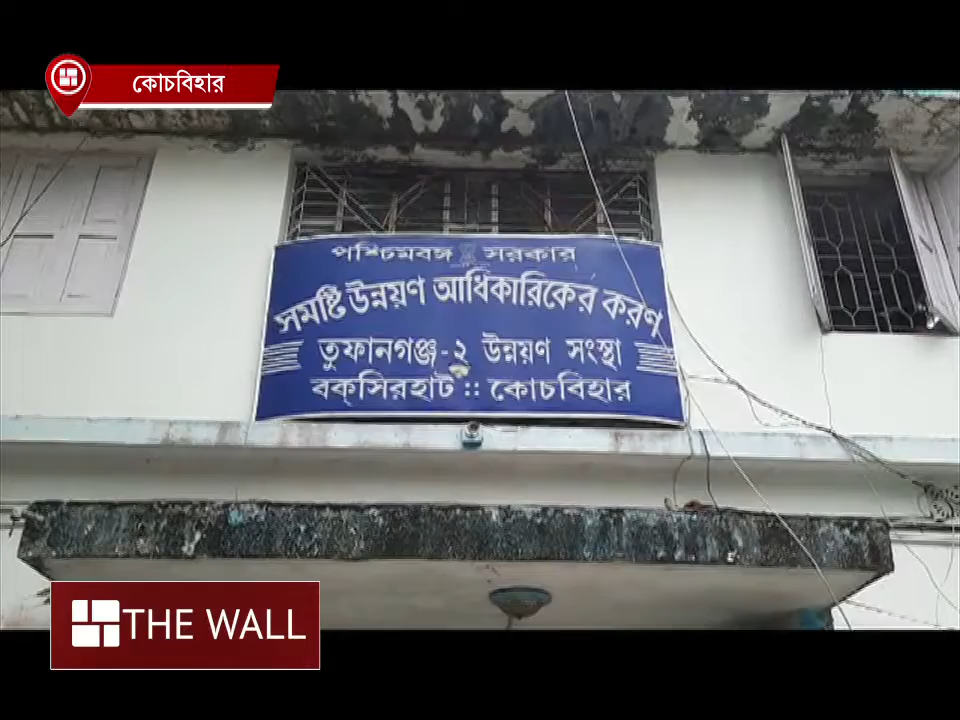 কোচবিহার
পশ্চিমবঙ্গ সরকার
সমষ্টি উন্নয়ণ আধিকারিকের করণ
তুফানগঞ্জ-২ উন্নয়ণ সংস্থা
বক্সিরহাট :: কোচবিহার
THE WALL